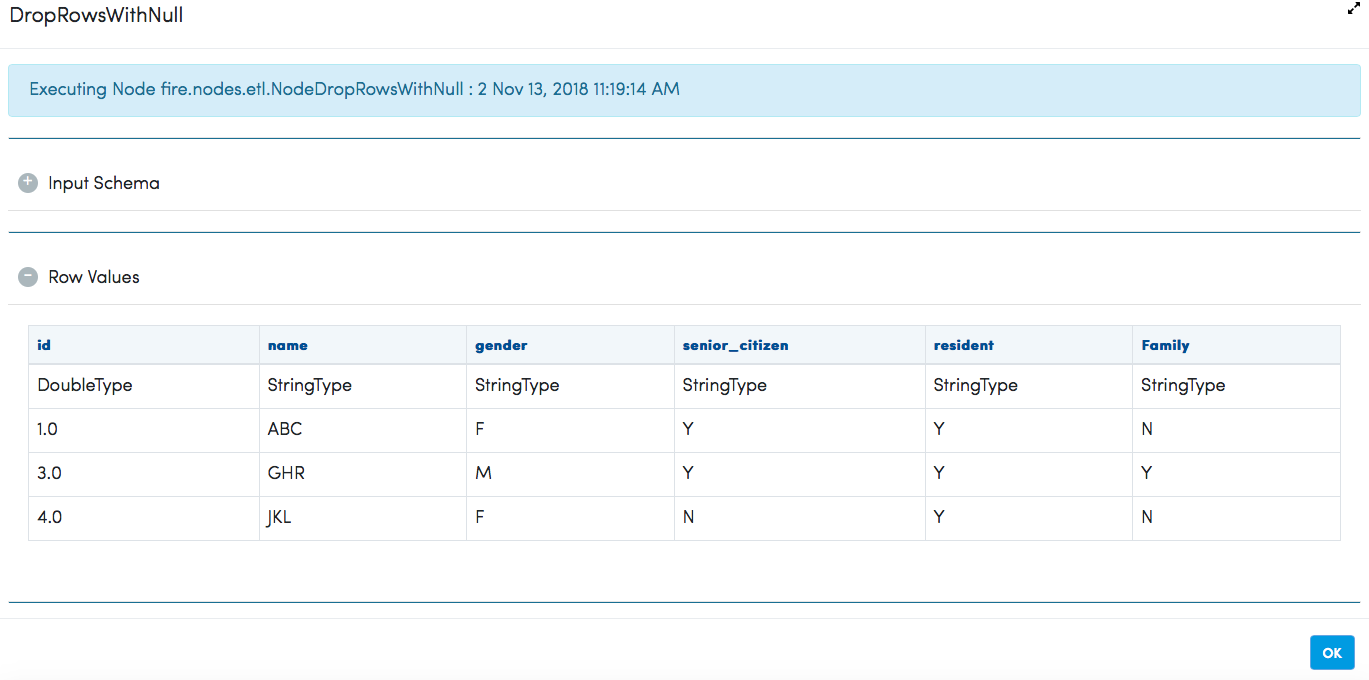 DropRowsWithNull
Executing Node fire.nodes.etl.NodeDropRowsWithNull : 2 Nov 13, 2018 11:19:14 AM
Input Schema
Row Values
id name gender senior_citizen resident Family
DoubleType StringType StringType StringType StringType StringType
1.0 ABC F Y Y N
3.0 GHR M Y Y Y
4.0 JKL F N Y N
OK